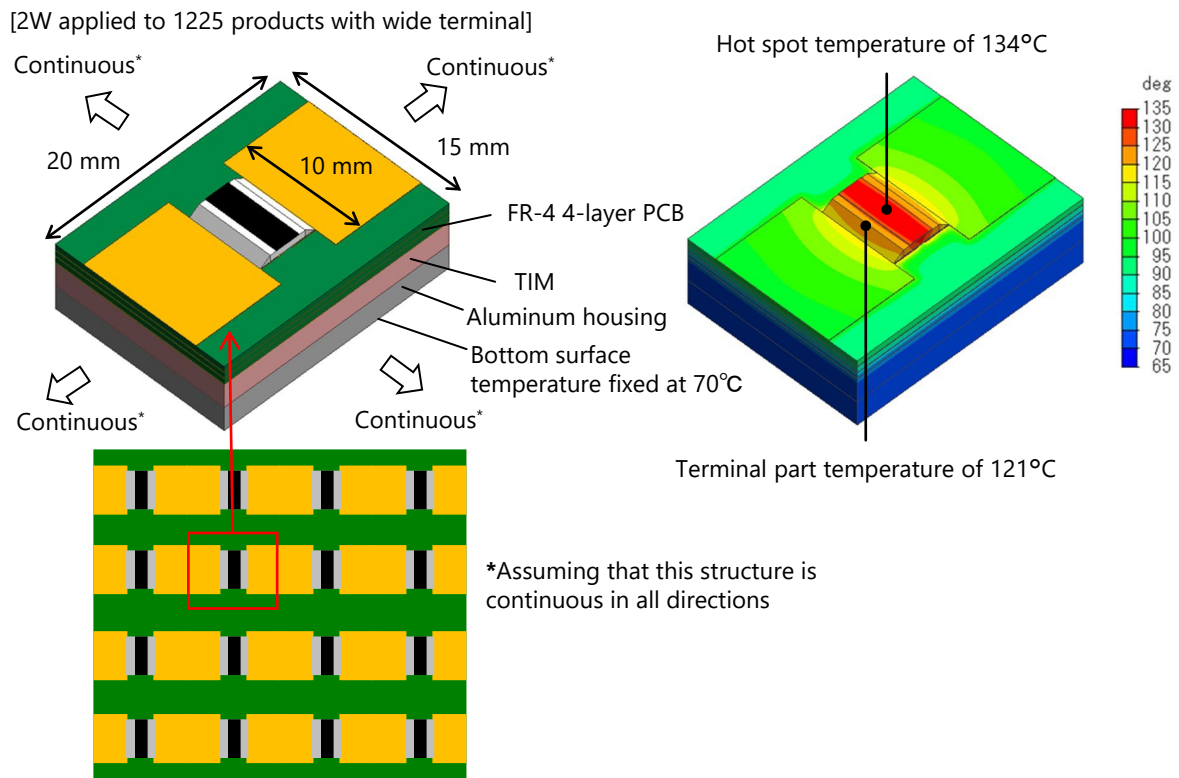 [2W applied to 1225 products with wide terminal]
Continuous*
Continuous*
20 mm
10 mm
15 mm
FR-4 4-layer PCB
TIM
Aluminum housing
Bottom surface
temperature fixed at 70℃
Continuous*
Continuous*
*Assuming that this structure is
continuous in all directions
Hot spot temperature of 134°C
Terminal part temperature of 121°C
deg
135
130
125
120
115
110
105
100
95
90
85
80
75
70
65